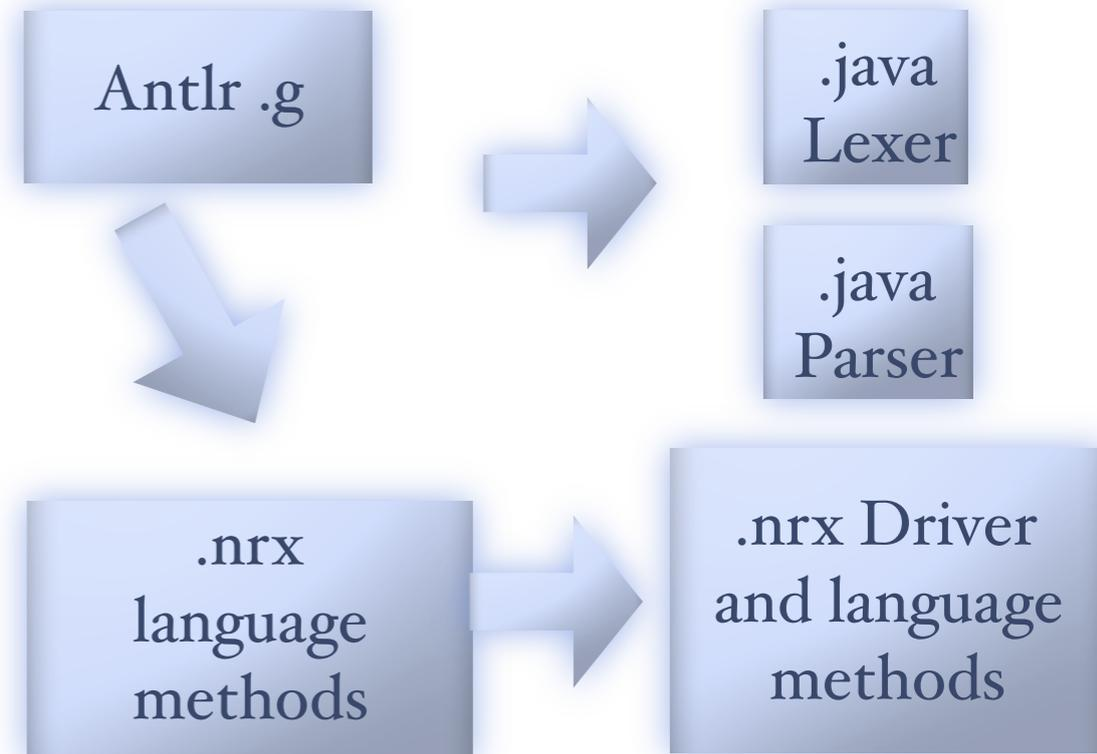 Antlr .g
.java
Lexer
.java
Parser
.nrx
language
methods
.nrx Driver
and language
methods